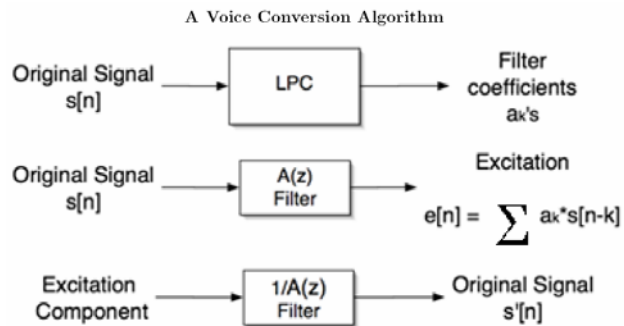 A Voice Conversion Algorithm
Original Signal
s[n]
LPC
Filter
coefficients
ak's
Original Signal
s[n]
A(z)
Filter
Excitation
e[n] = ∑ ak*s[n-k]
Excitation
Component
1/A(z)
Filter
Original Signal
s'[n]